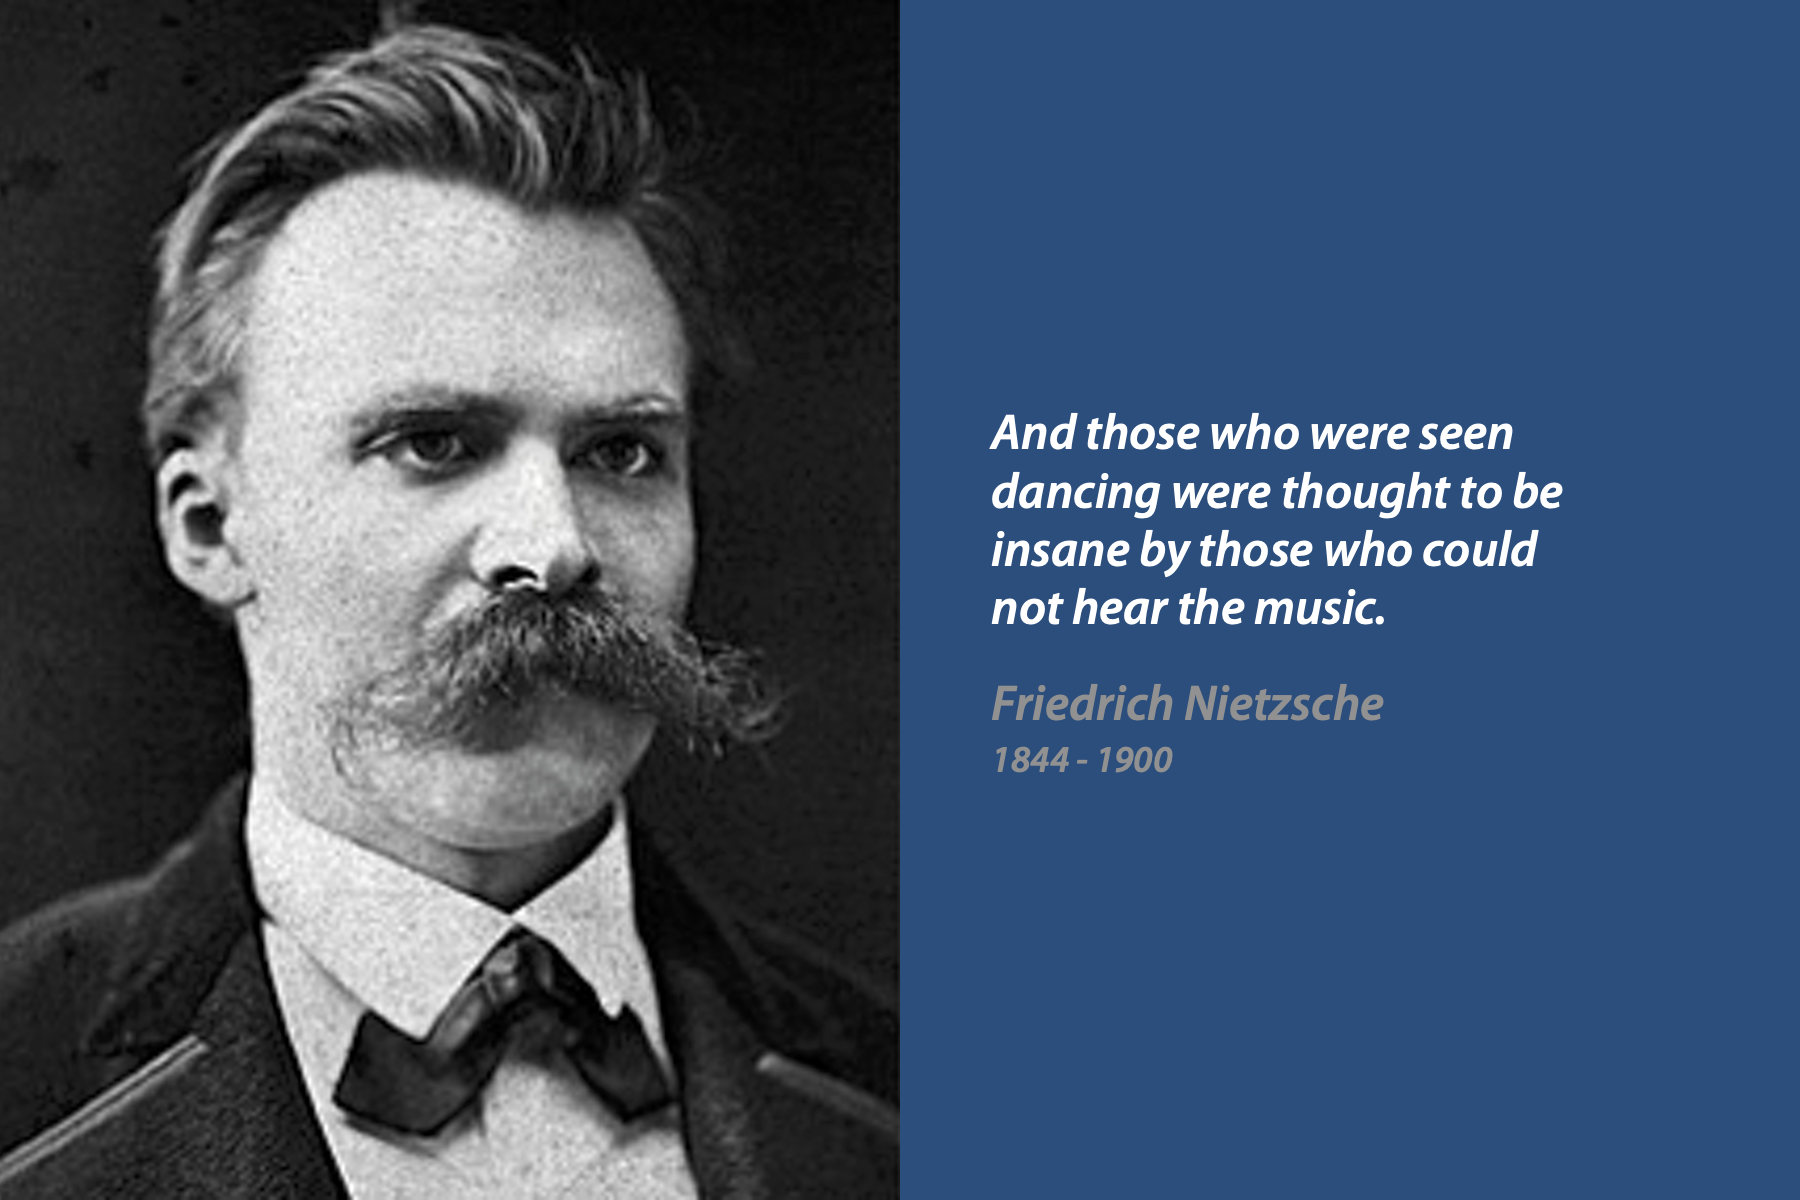 And those who were seen
dancing were thought to be
insane by those who could
not hear the music.
Friedrich Nietzsche
1844 - 1900